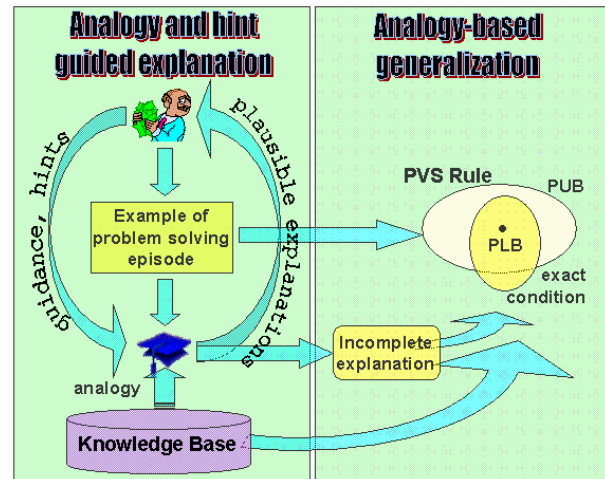 Analogy and hint
guided explanation
guidance, hints
plausible explanations
Example of
problem solving
episode
analogy
Knowledge Base
Analogy-based
generalization
PVS Rule
PUB
PLB
exact
condition
Incomplete
explanation